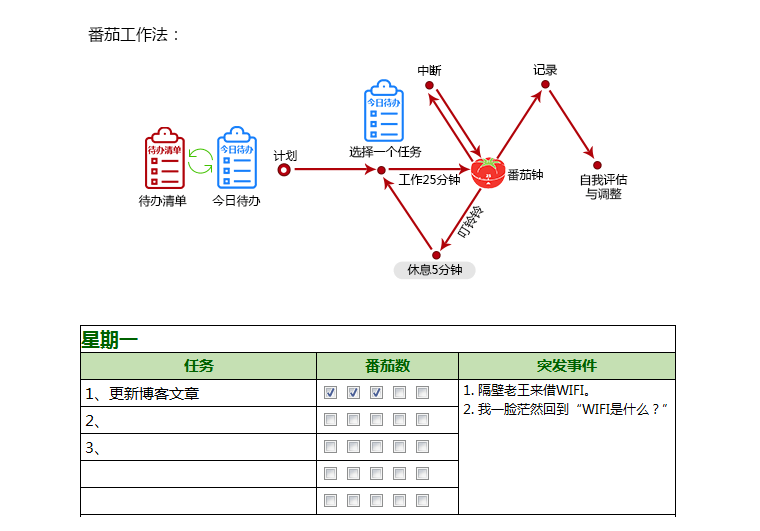 番茄工作法：
中断
记录
今日待办
待办清单
今日待办
计划
选择一个任务
工作25分钟
番茄钟
自我评估
与调整
待办清单
今日待办
叮铃铃
休息5分钟
星期一
任务
番茄数
突发事件
1、更新博客文章
1. 隔壁老王来借WIFI。
2. 我一脸茫然回到“WIFI是什么？”
2、
3、